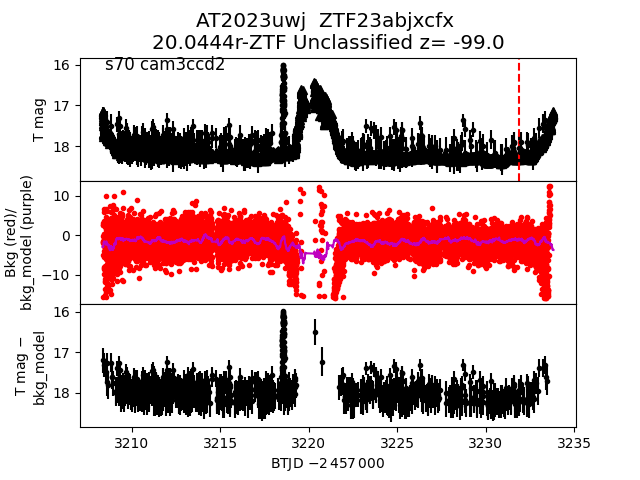 AT2023uwj  ZTF23abjxcfx
20.0444r-ZTF Unclassified z= -99.0
s70 cam3ccd2
T mag
16
17
18
Bkg (red)/
bkg_model (purple)
10
0
−10
T mag −
bkg_model
16
17
18
3210 3215 3220 3225 3230 3235
BTJD −2 457 000